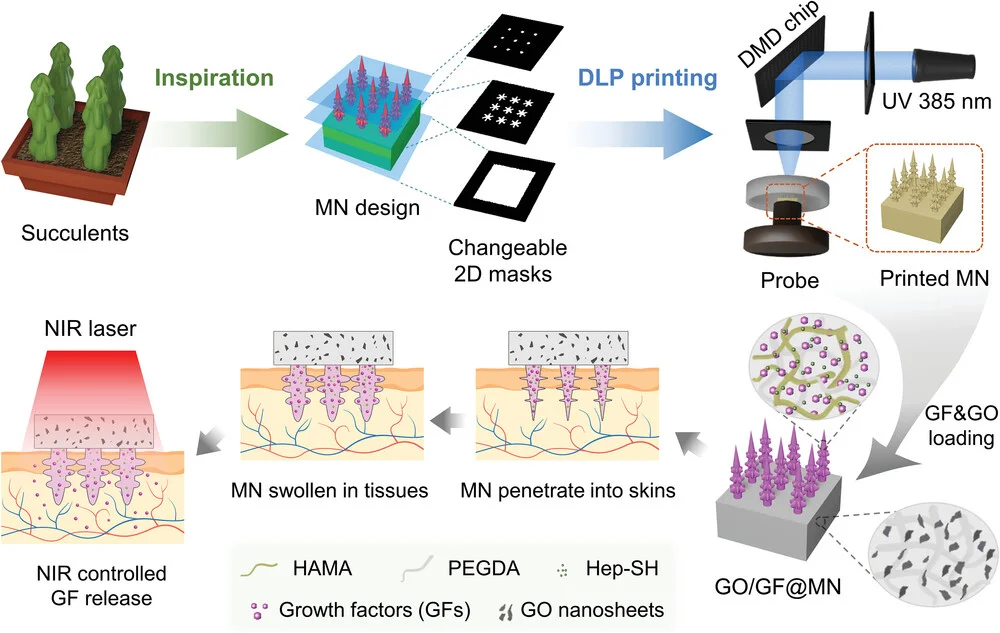 Inspiration
DLP printing
DMD chip
UV 385 nm
Succulents
MN design
Changeable
2D masks
Probe
Printed MN
NIR laser
GF&GO
loading
MN swollen in tissues
MN penetrate into skins
NIR controlled
GF release
HAMA
PEGDA
Hep-SH
Growth factors (GFs)
GO nanosheets
GO/GF@MN